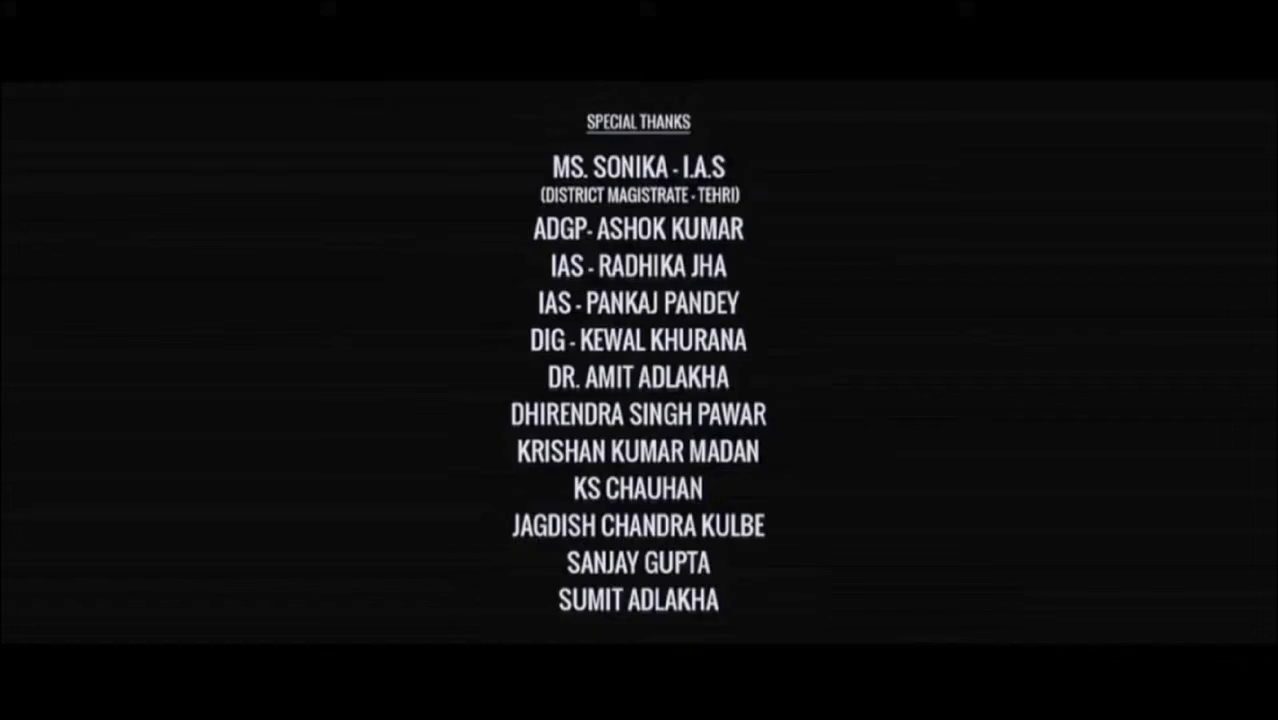 SPECIAL THANKS
MS. SONIKA - I.A.S
(DISTRICT MAGISTRATE - TEHRI)
ADGP- ASHOK KUMAR
IAS - RADHIKA JHA
IAS - PANKAJ PANDEY
DIG - KEWAL KHURANA
DR. AMIT ADLAKHA
DHIRENDRA SINGH PAWAR
KRISHAN KUMAR MADAN
KS CHAUHAN
JAGDISH CHANDRA KULBE
SANJAY GUPTA
SUMIT ADLAKHA